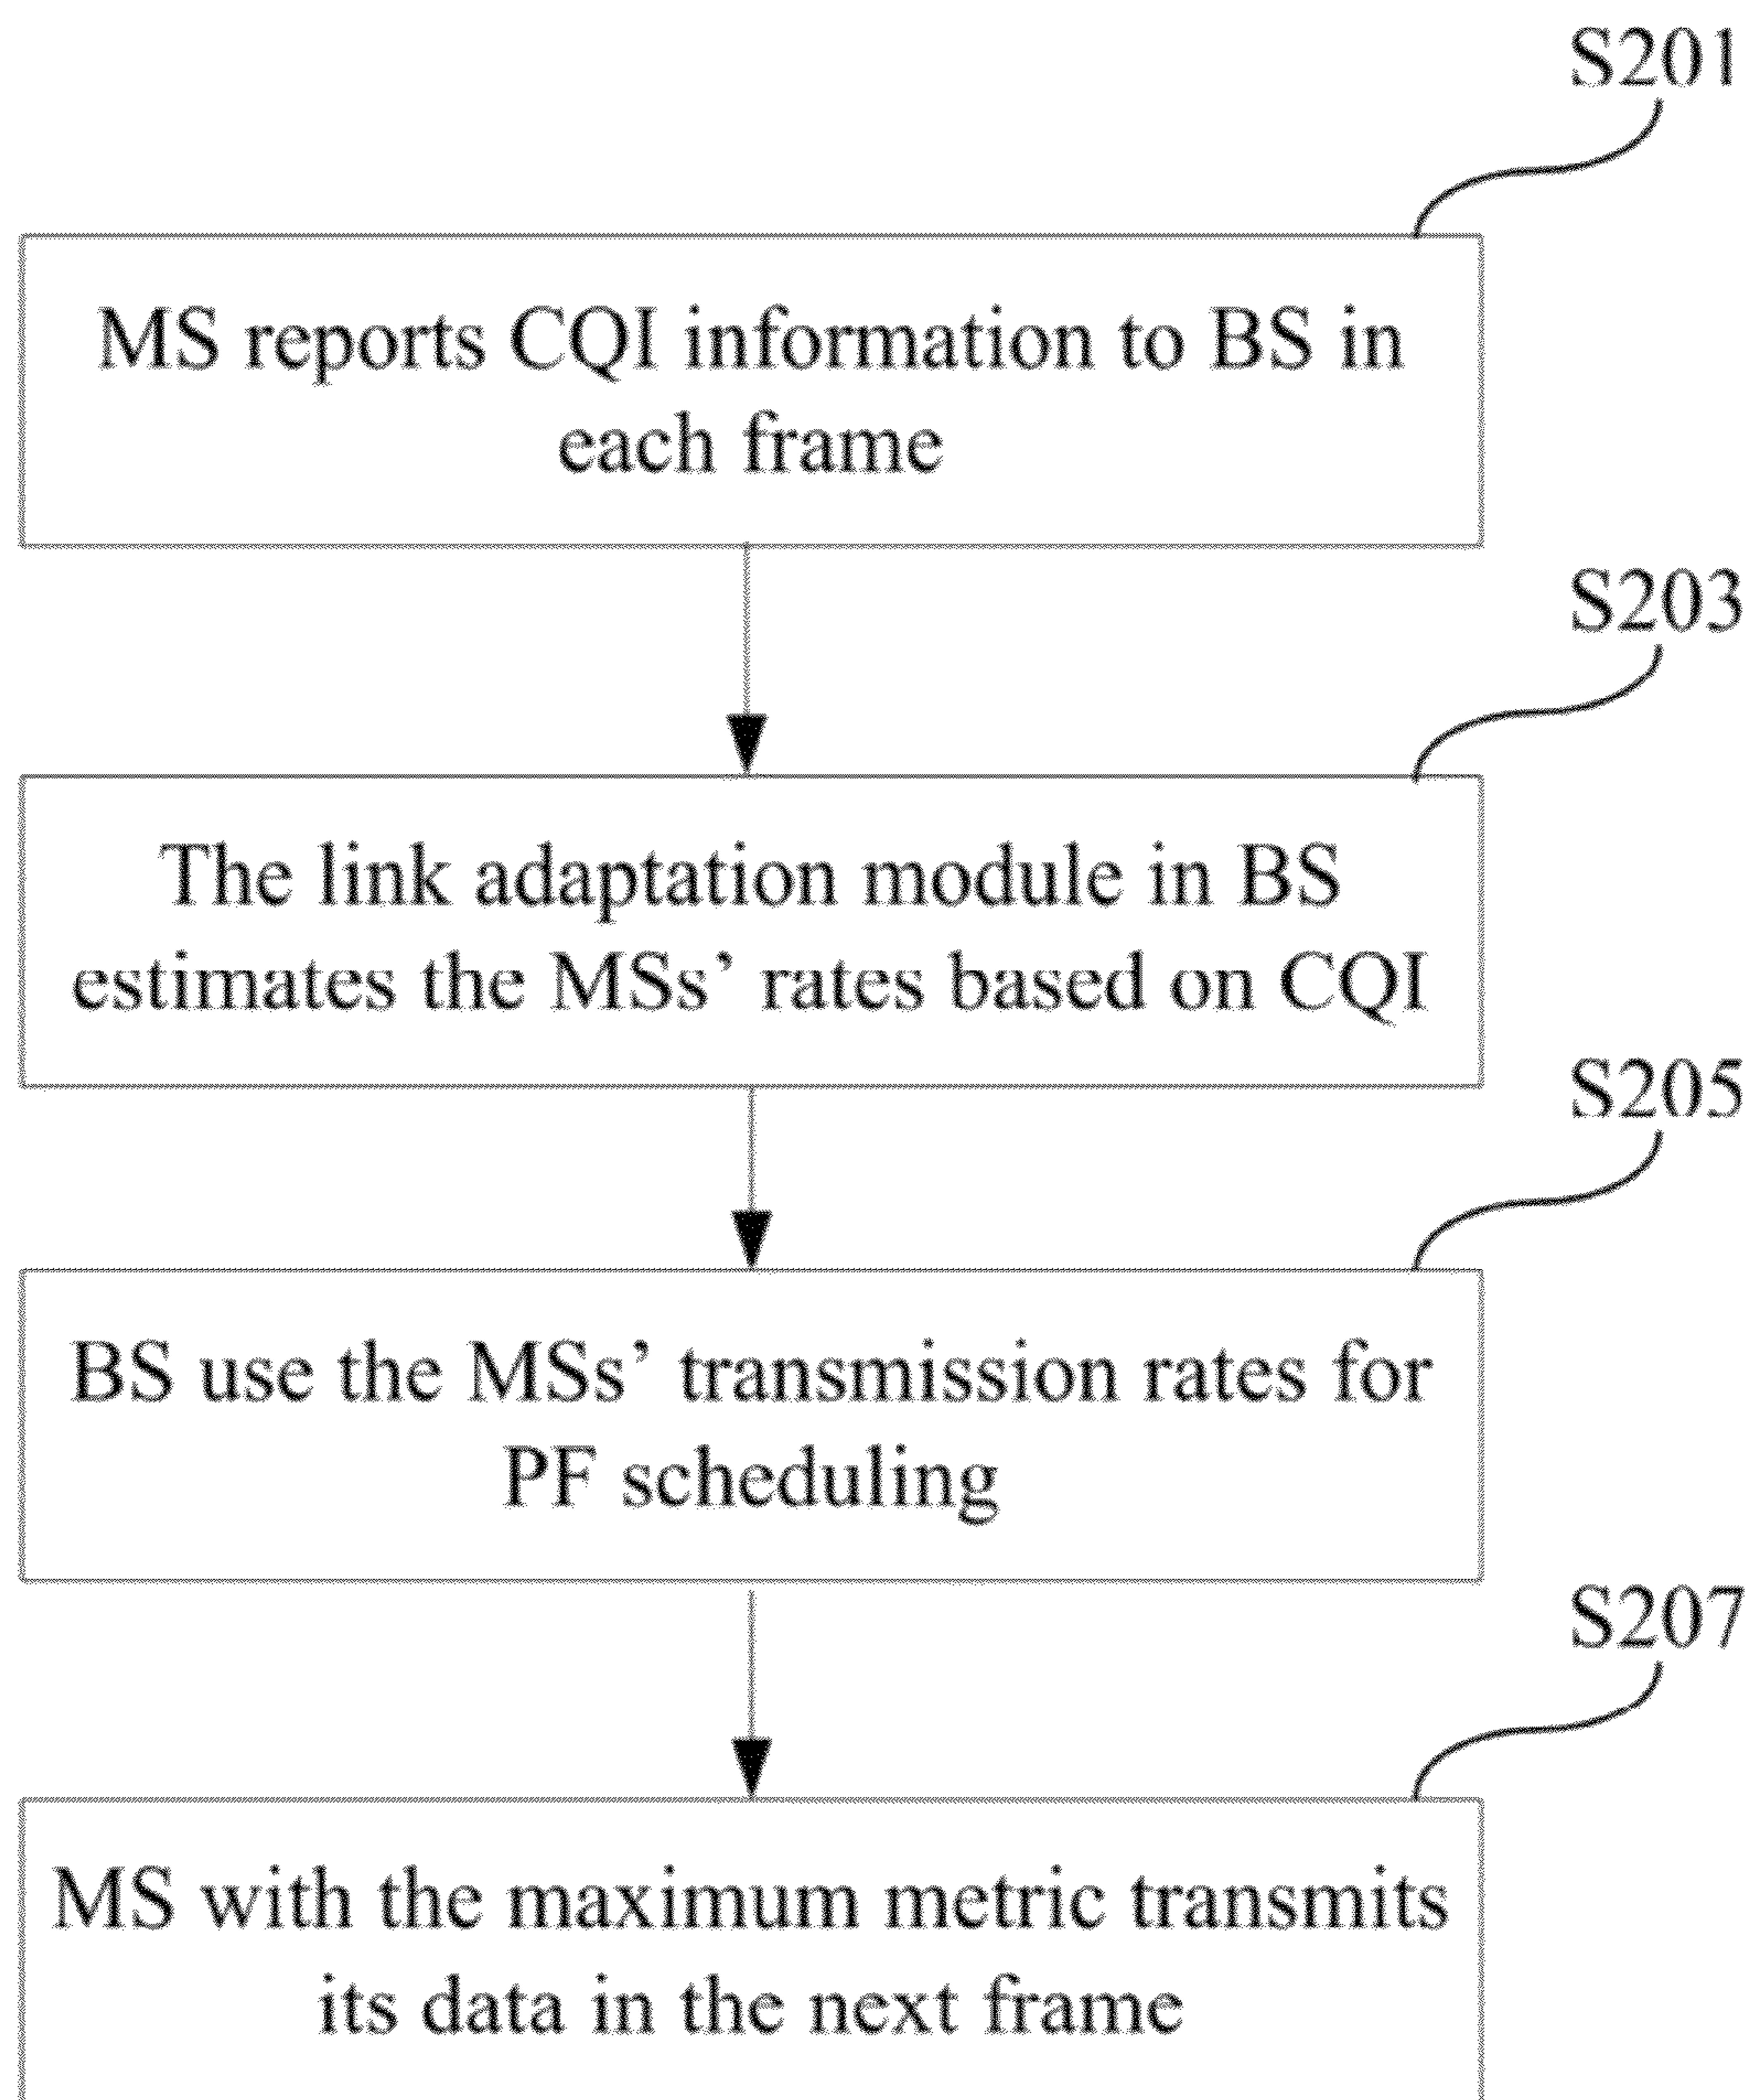 S201
MS reports CQI information to BS in
each frame
S203
The link adaptation module in BS
estimates the MSs’ rates based on CQI
S205
BS use the MSs’ transmission rates for
PF scheduling
S207
MS with the maximum metric transmits
its data in the next frame